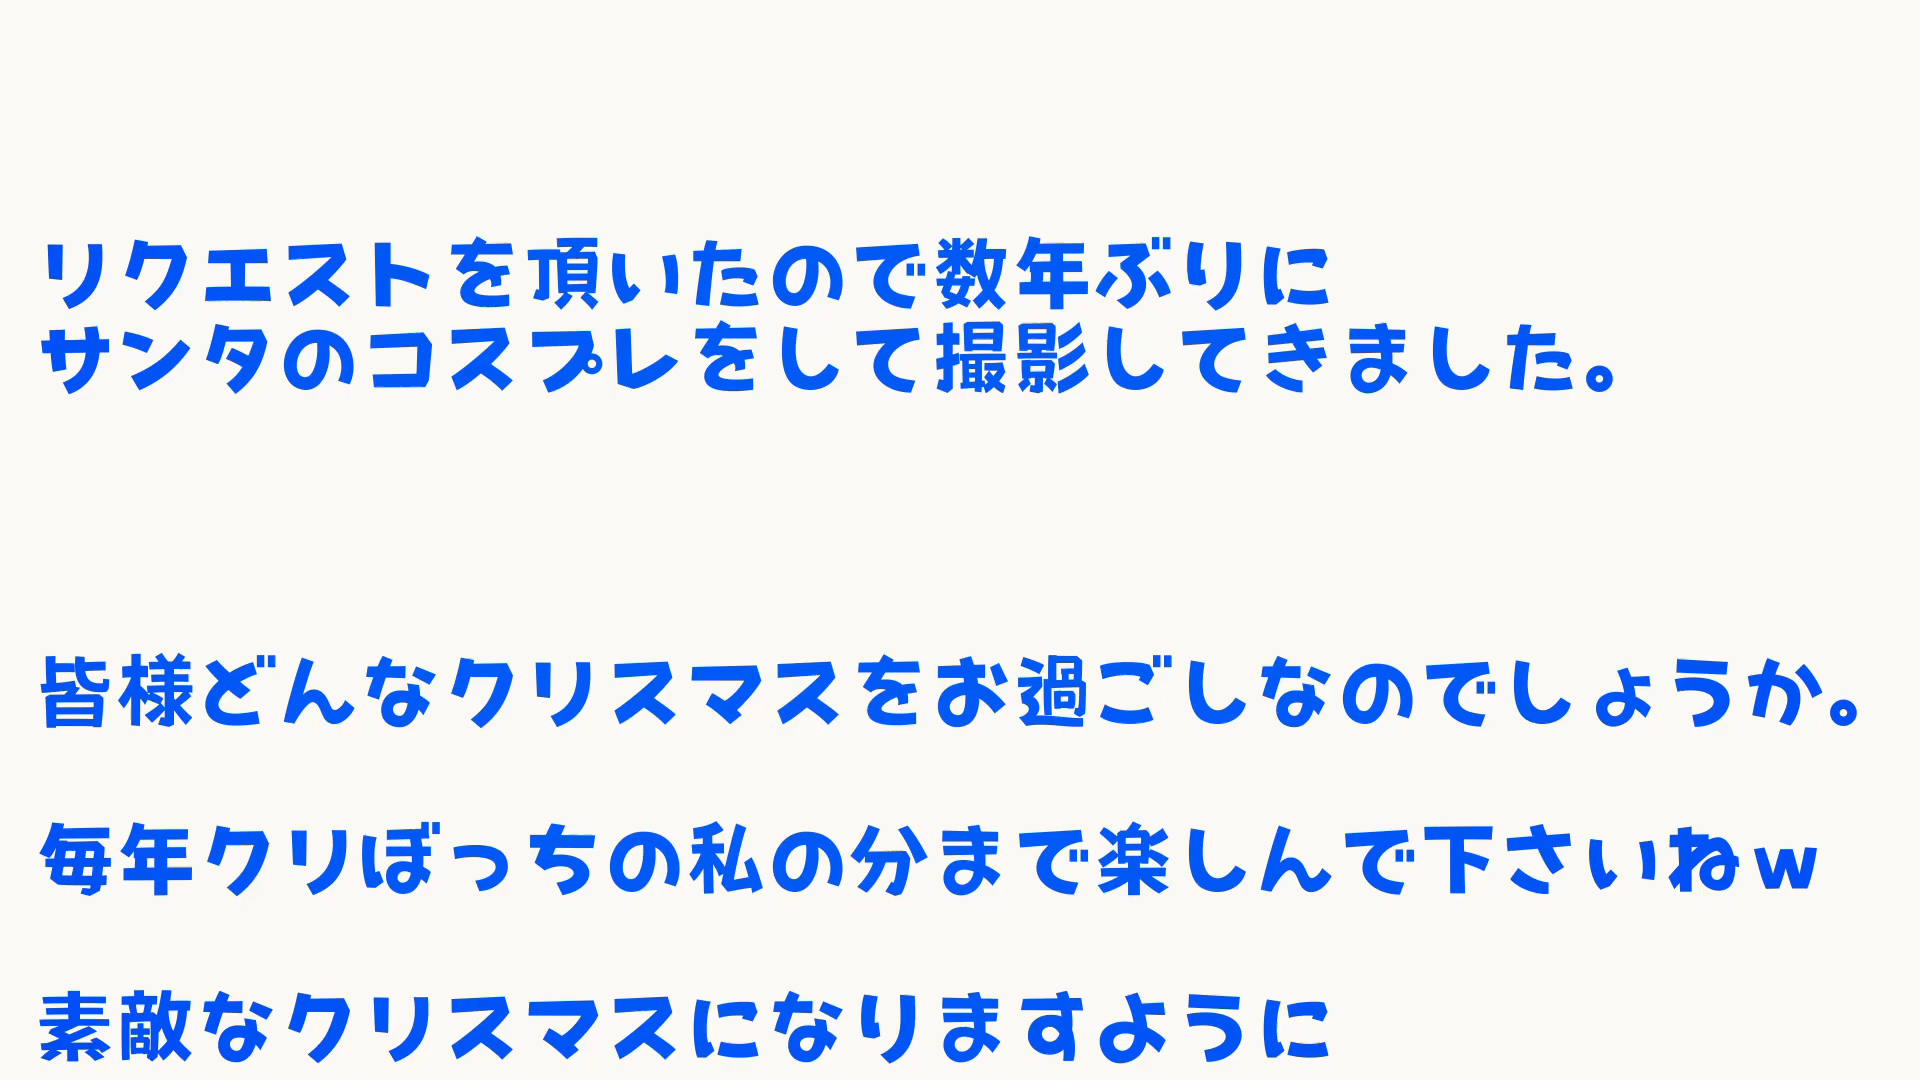 リクエストを頂いたので数年ぶりに
サンタのコスプレをして撮影してきました。
皆様どんなクリスマスをお過ごしなのでしょうか。
毎年クリぼっちの私の分まで楽しんで下さいねw
素敵なクリスマスになりますように